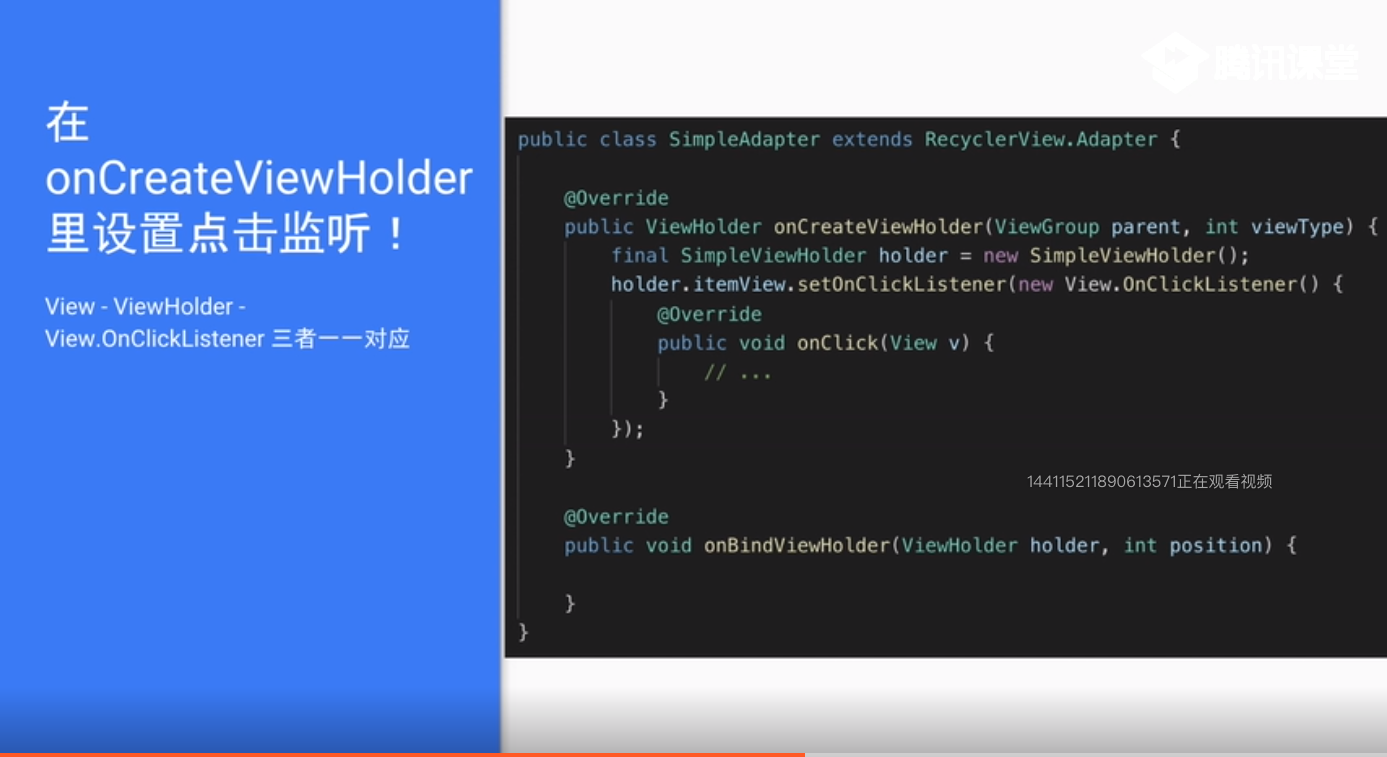 腾讯课堂
在
onCreateViewHolder
里设置点击监听！
View - ViewHolder -
View.OnClickListener 三者一一对应
public class SimpleAdapter extends RecyclerView.Adapter {
@Override
public ViewHolder onCreateViewHolder(ViewGroup parent, int viewType) {
final SimpleViewHolder holder = new SimpleViewHolder();
holder.itemView.setOnClickListener(new View.OnClickListener() {
@Override
public void onClick(View v) {
// ...
}
});
}
144115211890613571正在观看视频
@Override
public void onBindViewHolder(ViewHolder holder, int position) {
}
}